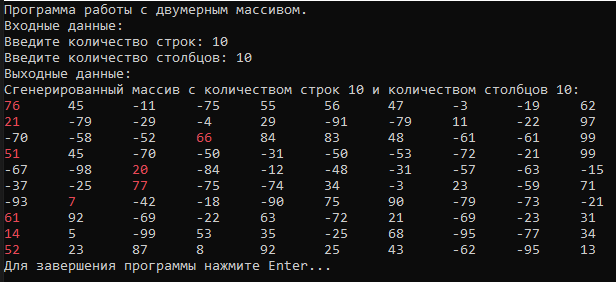 Программа работы с двумерным массивом.
Входные данные:
Введите количество строк: 10
Введите количество столбцов: 10
Выходные данные:
Сгенерированный массив с количеством строк 10 и количеством столбцов 10:
76 45 -11 -75 55 56 47 -3 -19 62
21 -79 -29 -4 29 -91 -79 11 -22 97
-70 -58 -52 66 84 83 48 -61 -61 99
51 45 -70 -50 -31 -50 -53 -72 -21 99
-67 -98 20 -84 -12 -48 -31 -57 -63 -15
-37 -25 77 -75 -74 34 -3 23 -59 71
-93 7 -42 -18 -90 75 90 -79 -73 -21
61 92 -69 -22 63 -72 21 -69 -23 31
14 5 -99 53 35 -25 68 -95 -77 34
52 23 87 8 92 25 43 -62 -95 13
Для завершения программы нажмите Enter...